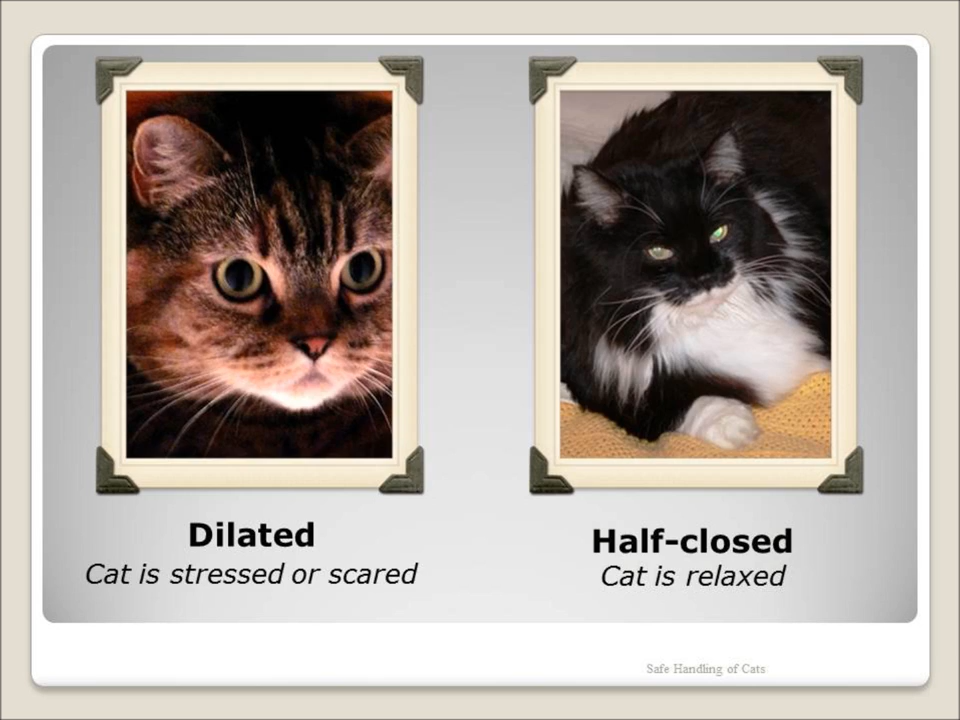 Dilated
Cat is stressed or scared
Half-closed
Cat is relaxed
Safe Handling of Cats